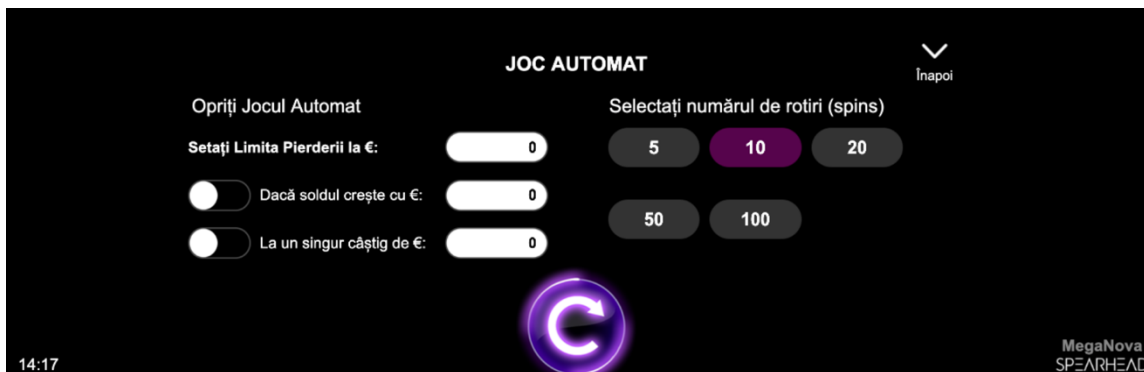 JOC AUTOMAT
Înapoi
Opriți Jocul Automat
Selectați numărul de rotiri (spins)
Setați Limita Pierderii la €: 0
5 10 20
Dacă soldul crește cu €: 0
50 100
La un singur câștig de €: 0
MegaNova
14:17
SPEARHEAD